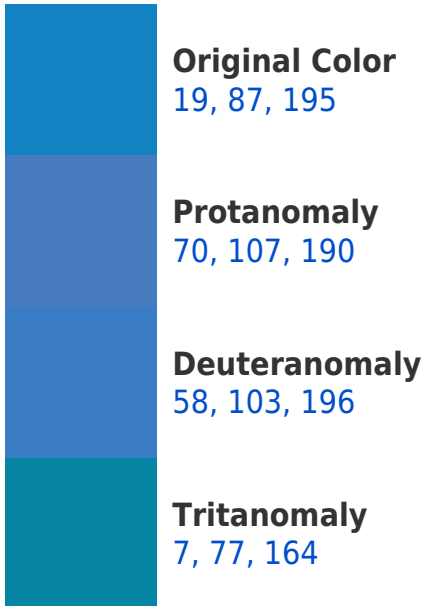 Original Color
19, 87, 195
Protanomaly
70, 107, 190
Deuteranomaly
58, 103, 196
Tritanomaly
7, 77, 164